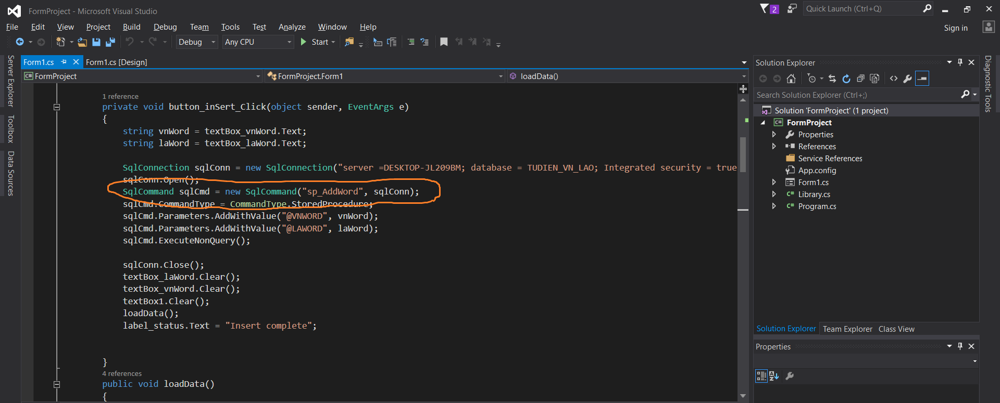 FormProject - Microsoft Visual Studio
2
Quick Launch (Ctrl+Q)
File Edit View Project Build Debug Team Tools Test Analyze Window Help
Sign in
Debug Any CPU Start
Server Explorer
Toolbox
Data Sources
Form1.cs Form1.cs [Design]
C# FormProject FormProject.Form1 loadData()
1 reference
private void button_inSert_Click(object sender, EventArgs e)
{
string vnWord = textBox_vnWord.Text;
string laWord = textBox_laWord.Text;
SqlConnection sqlConn = new SqlConnection("server =DESKTOP-JL209BM; database = TUDIEN_VN_LAO; Integrated security = true
sqlConn.Open();
SqlCommand sqlCmd = new SqlCommand("sp_AddWord", sqlConn);
sqlCmd.CommandType = CommandType.StoredProcedure;
sqlCmd.Parameters.AddWithValue("@VNWORD", vnWord);
sqlCmd.Parameters.AddWithValue("@LAWORD", laWord);
sqlCmd.ExecuteNonQuery();
sqlConn.Close();
textBox_laWord.Clear();
textBox_vnWord.Clear();
textBox1.Clear();
loadData();
label_status.Text = "Insert complete";
}
4 references
public void loadData()
{
Solution Explorer
Search Solution Explorer (Ctrl+;)
Solution 'FormProject' (1 project)
C# FormProject
Properties
References
Service References
App.config
Form1.cs
C# Library.cs
C# Program.cs
Solution Explorer Team Explorer Class View
Properties
Diagnostic Tools